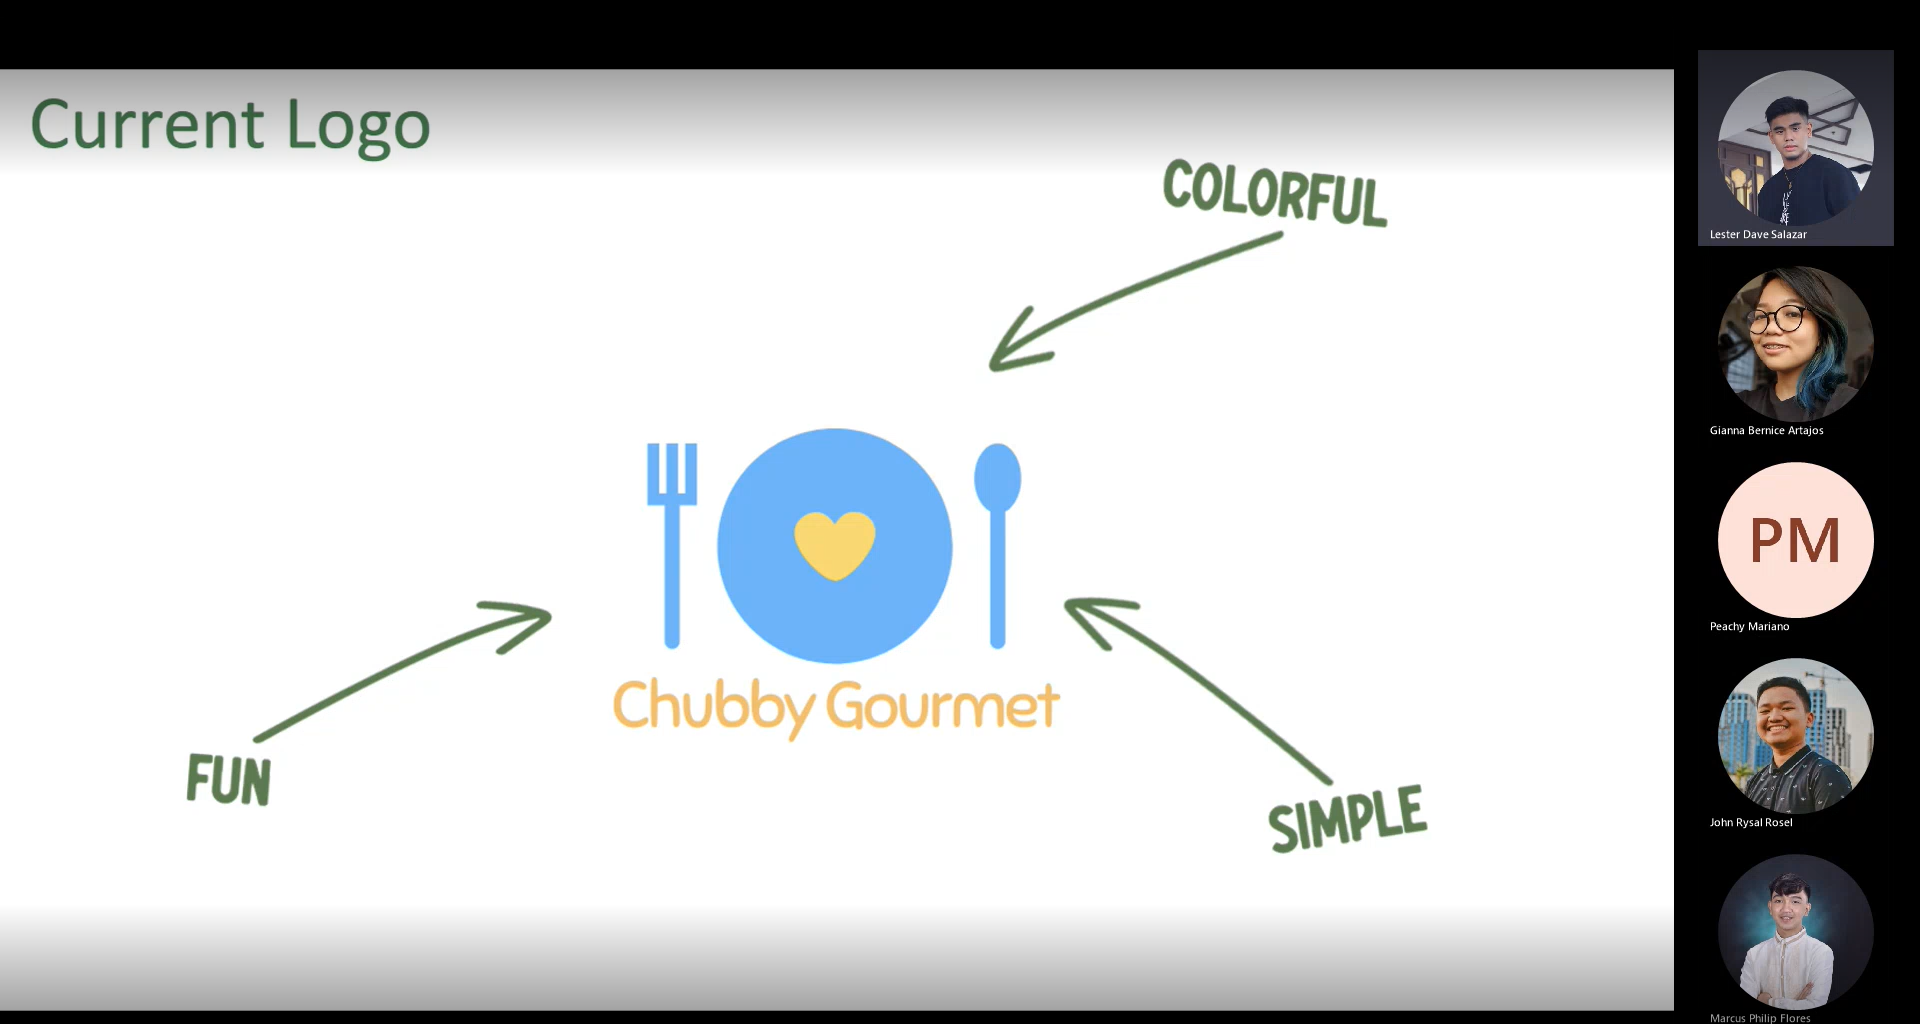 Current Logo
COLORFUL
Chubby Gourmet
FUN
SIMPLE
Lester Dave Salazar
Gianna Bernice Artajos
PM
Peachy Mariano
John Rysal Rosel
Marcus Philip Flores